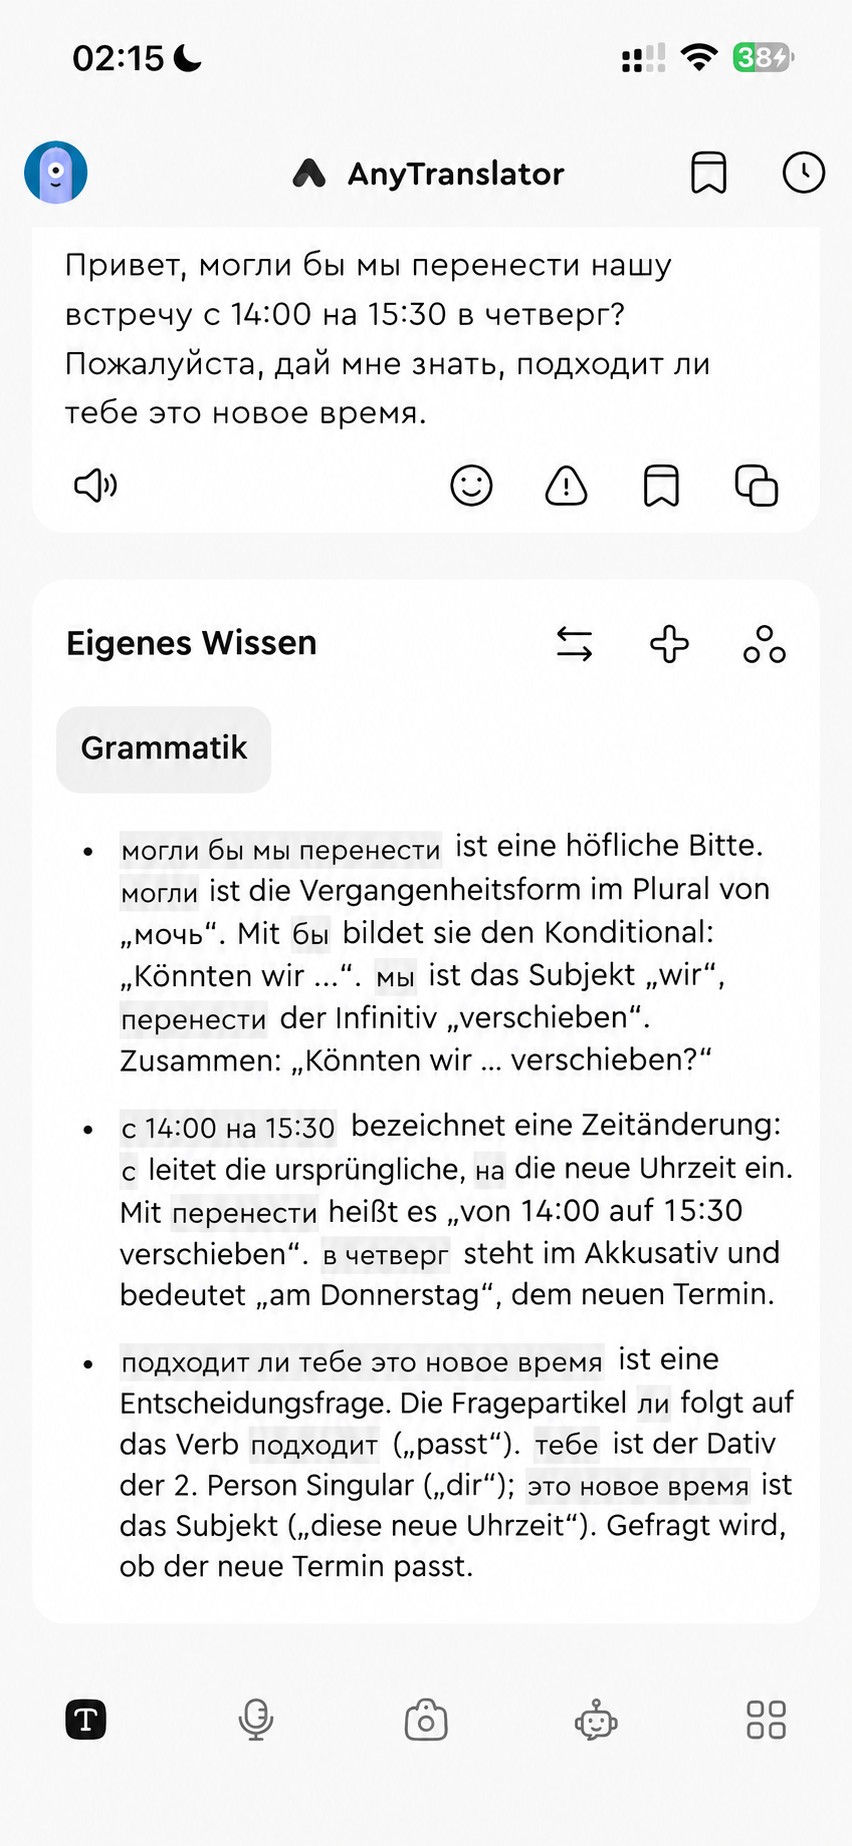 02:15
38
AnyTranslator
Привет, могли бы мы перенести нашу
встречу с 14:00 на 15:30 в четверг?
Пожалуйста, дай мне знать, подходит ли
тебе это новое время.
Eigenes Wissen
Grammatik
• могли бы мы перенести ist eine höfliche Bitte.
могли ist die Vergangenheitsform im Plural von
„мочь“. Mit бы bildet sie den Konditional:
„Könnten wir ...“. мы ist das Subjekt „wir“,
перенести der Infinitiv „verschieben“.
Zusammen: „Könnten wir ... verschieben?“
• с 14:00 на 15:30 bezeichnet eine Zeitänderung:
с leitet die ursprüngliche, на die neue Uhrzeit ein.
Mit перенести heißt es „von 14:00 auf 15:30
verschieben“. в четверг steht im Akkusativ und
bedeutet „am Donnerstag“, dem neuen Termin.
• подходит ли тебе это новое время ist eine
Entscheidungsfrage. Die Fragepartikel ли folgt auf
das Verb подходит („passt“). тебе ist der Dativ
der 2. Person Singular („dir“); это новое время ist
das Subjekt („diese neue Uhrzeit“). Gefragt wird,
ob der neue Termin passt.